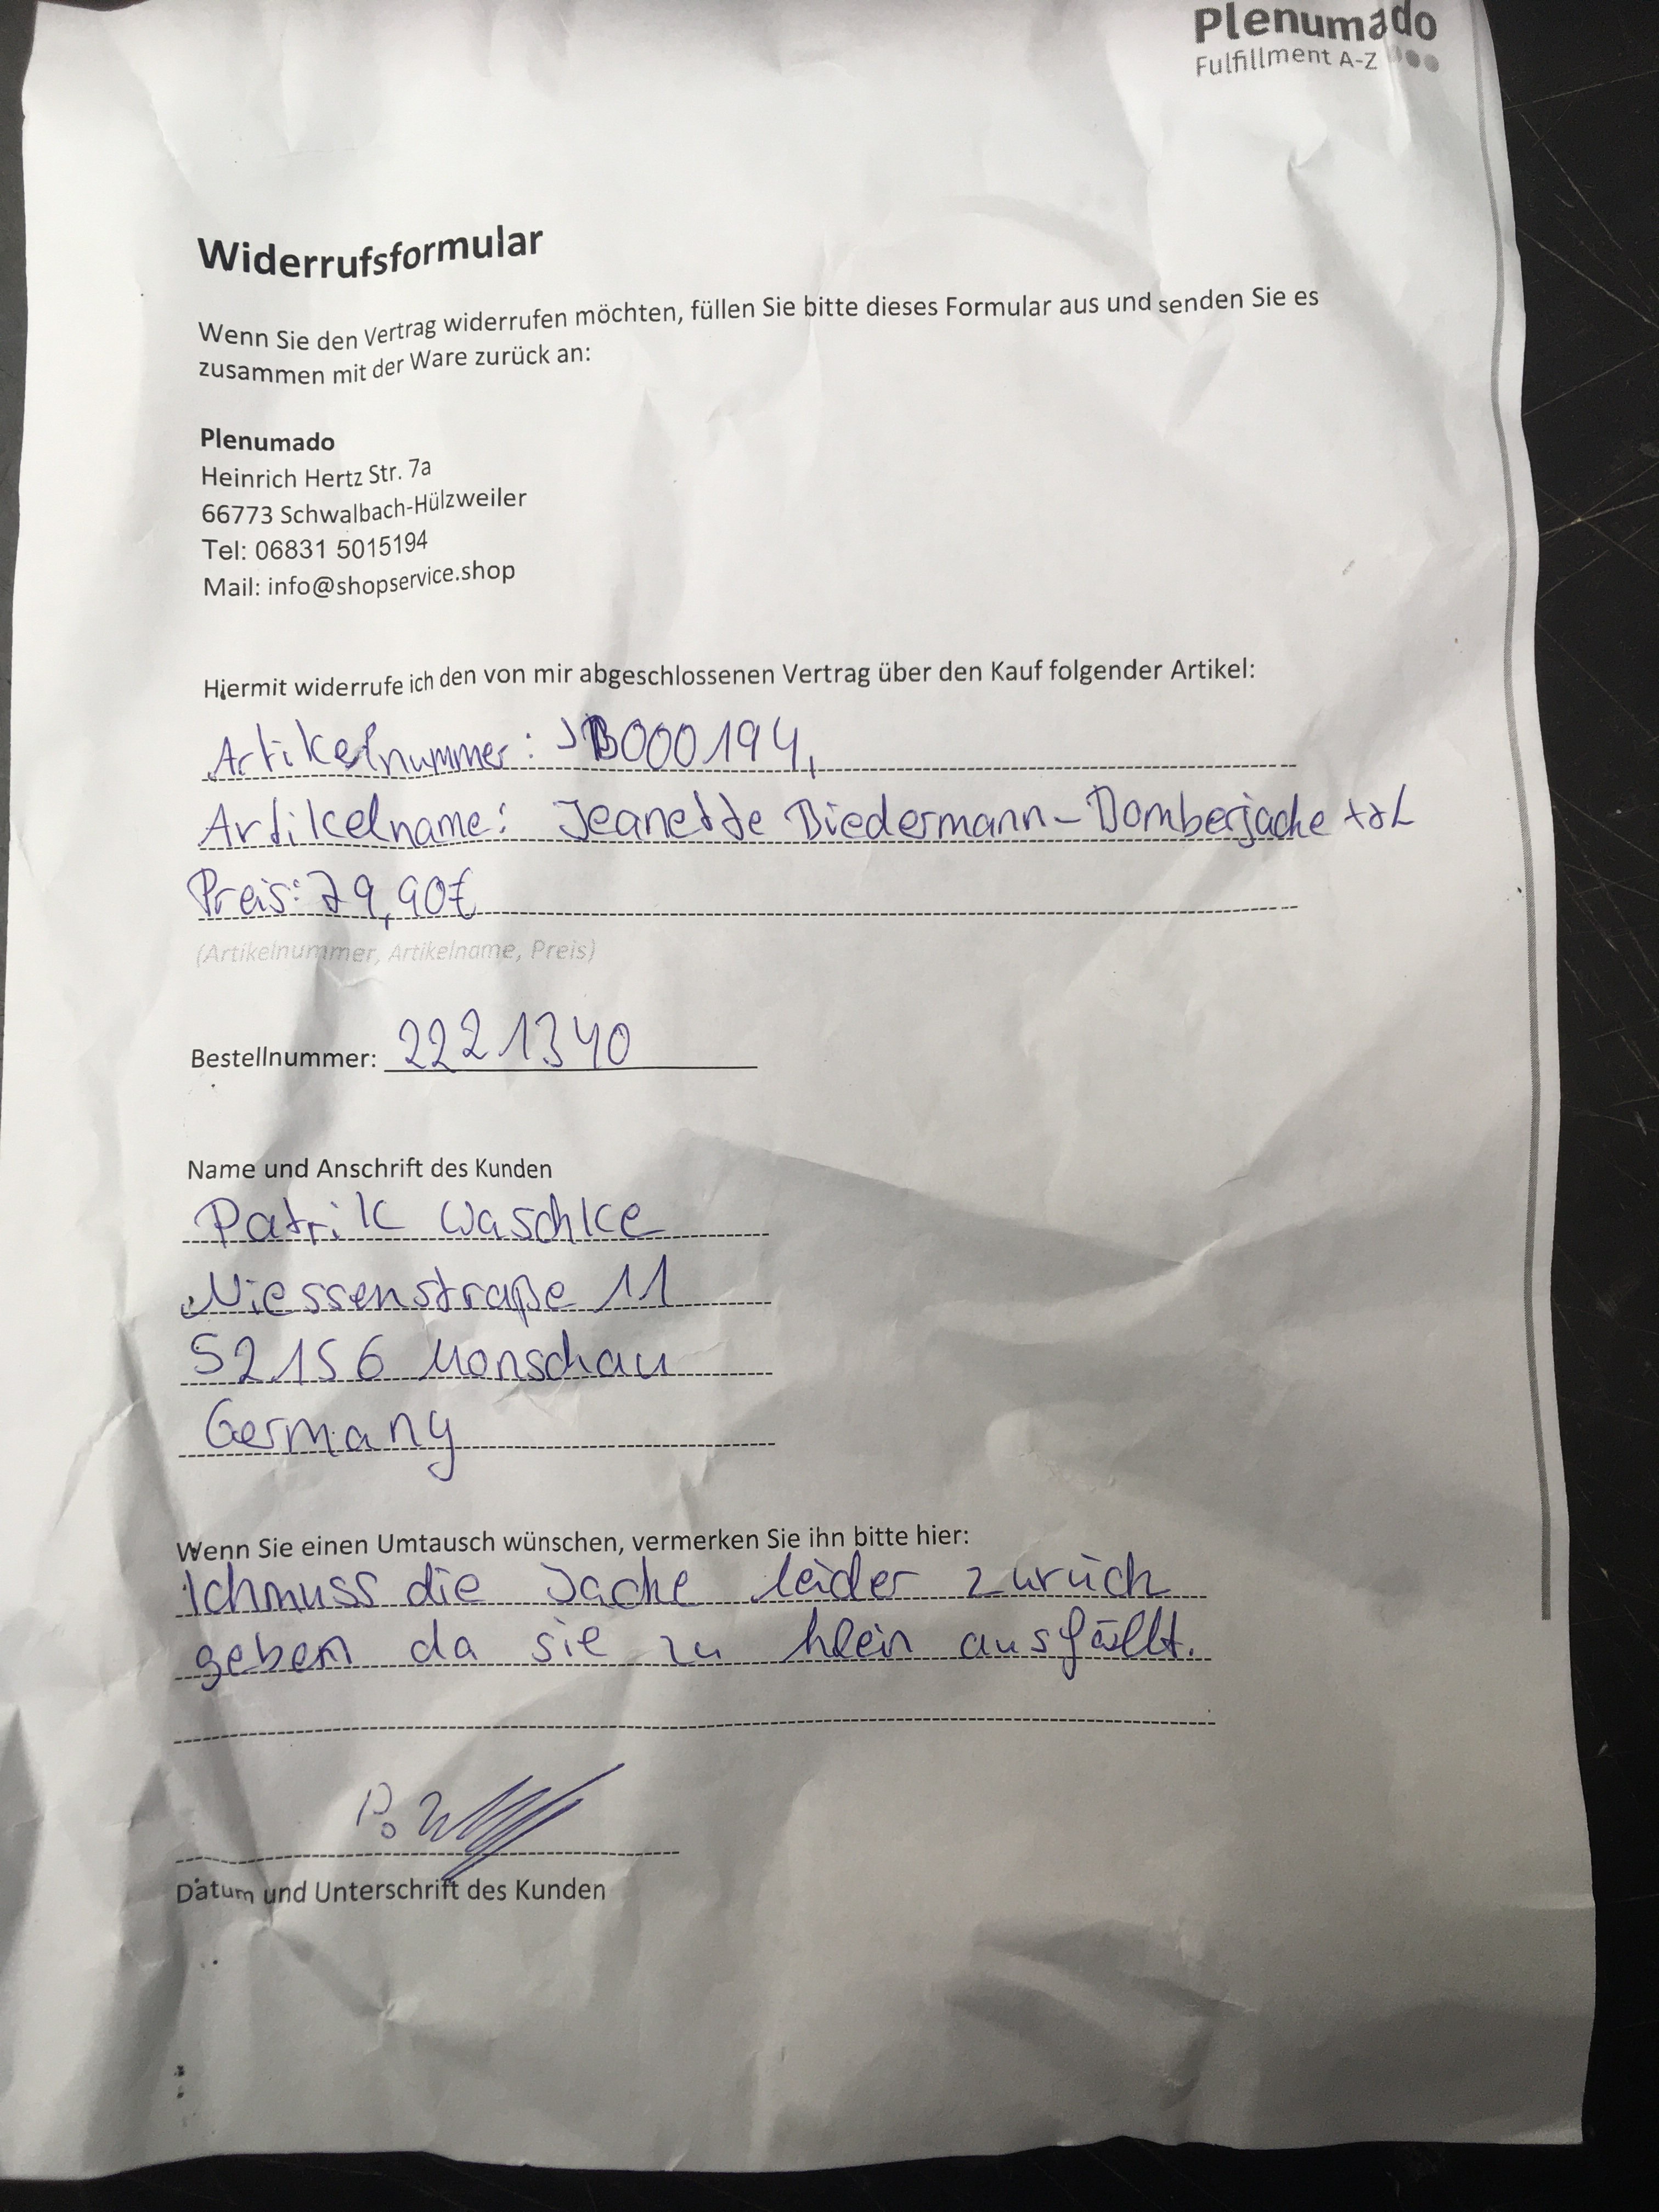 Plenumado
Fulfillment A-Z
Widerrufsformular
Wenn Sie den Vertrag widerrufen möchten, füllen Sie bitte dieses Formular aus und senden Sie es
zusammen mit der Ware zurück an:
Plenumado
Heinrich Hertz Str. 7a
66773 Schwalbach-Hülzweiler
Tel: 06831 5015194
Mail: info@shopservice.shop
Hiermit widerrufe ich den von mir abgeschlossenen Vertrag über den Kauf folgender Artikel:
Artikelnummer: JB000194,
Artikelname: Jeanette Biedermann-Bomberjacke
Preis: 79,90€
(Artikelnummer, Artikelname, Preis)
Bestellnummer: 2221340
Name und Anschrift des Kunden
Patrik Waschke
Niessenstraße 11
52156 Monschau
Germany
Wenn Sie einen Umtausch wünschen, vermerken Sie ihn bitte hier:
Ich muss die Jacke leider zurück
geben da sie zu klein ausfällt.
Datum und Unterschrift des Kunden